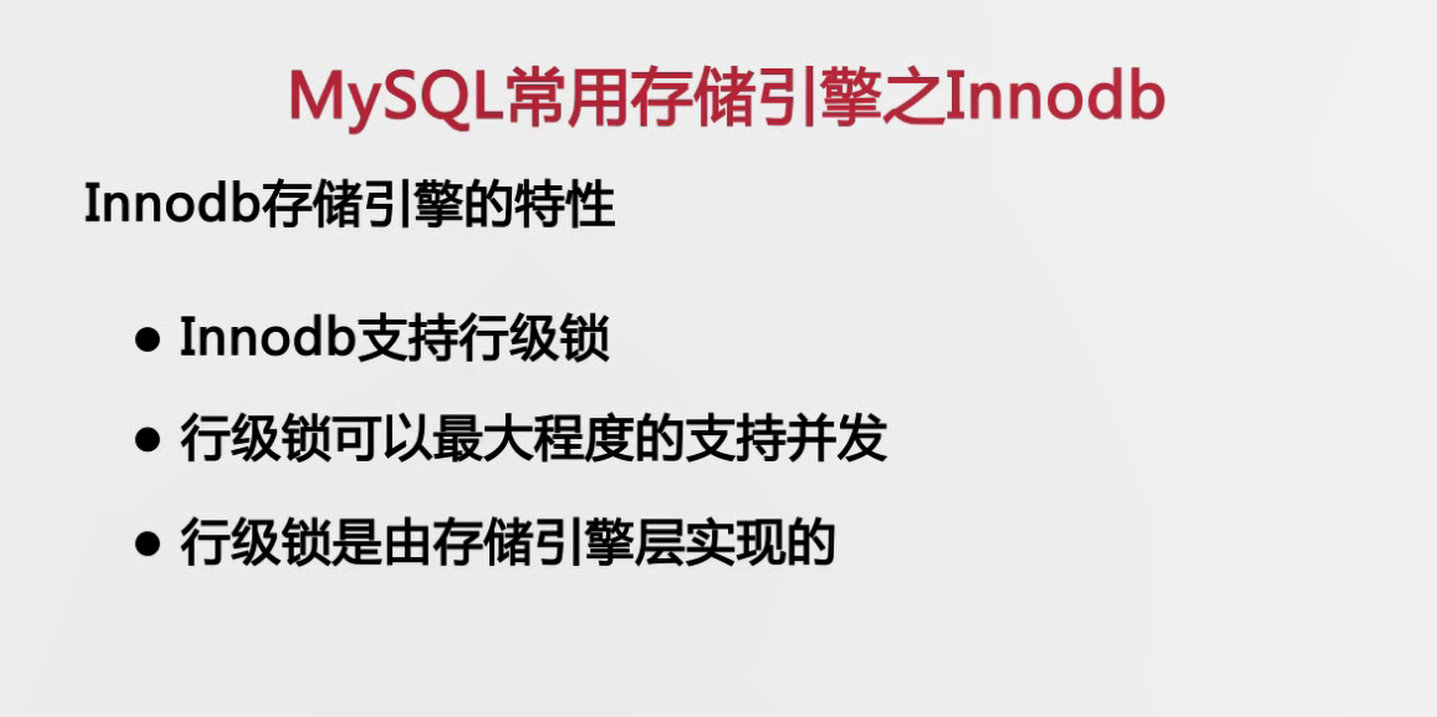 MySQL常用存储引擎之Innodb
Innodb存储引擎的特性
● Innodb支持行级锁
● 行级锁可以最大程度的支持并发
● 行级锁是由存储引擎层实现的